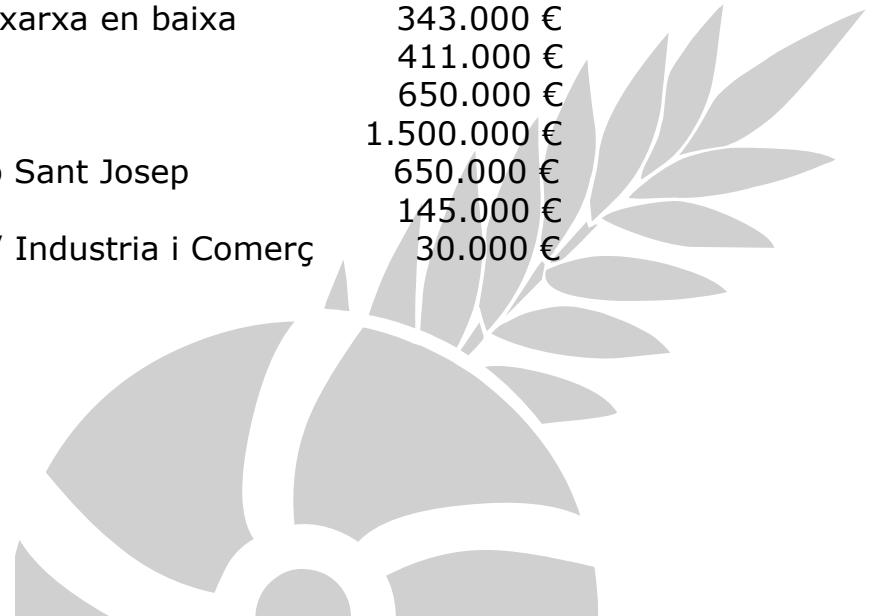 xarxa en baixa 343.000 €
411.000 €
650.000 €
1.500.000 €
Sant Josep 650.000 €
145.000 €
/ Industria i Comerç 30.000 €